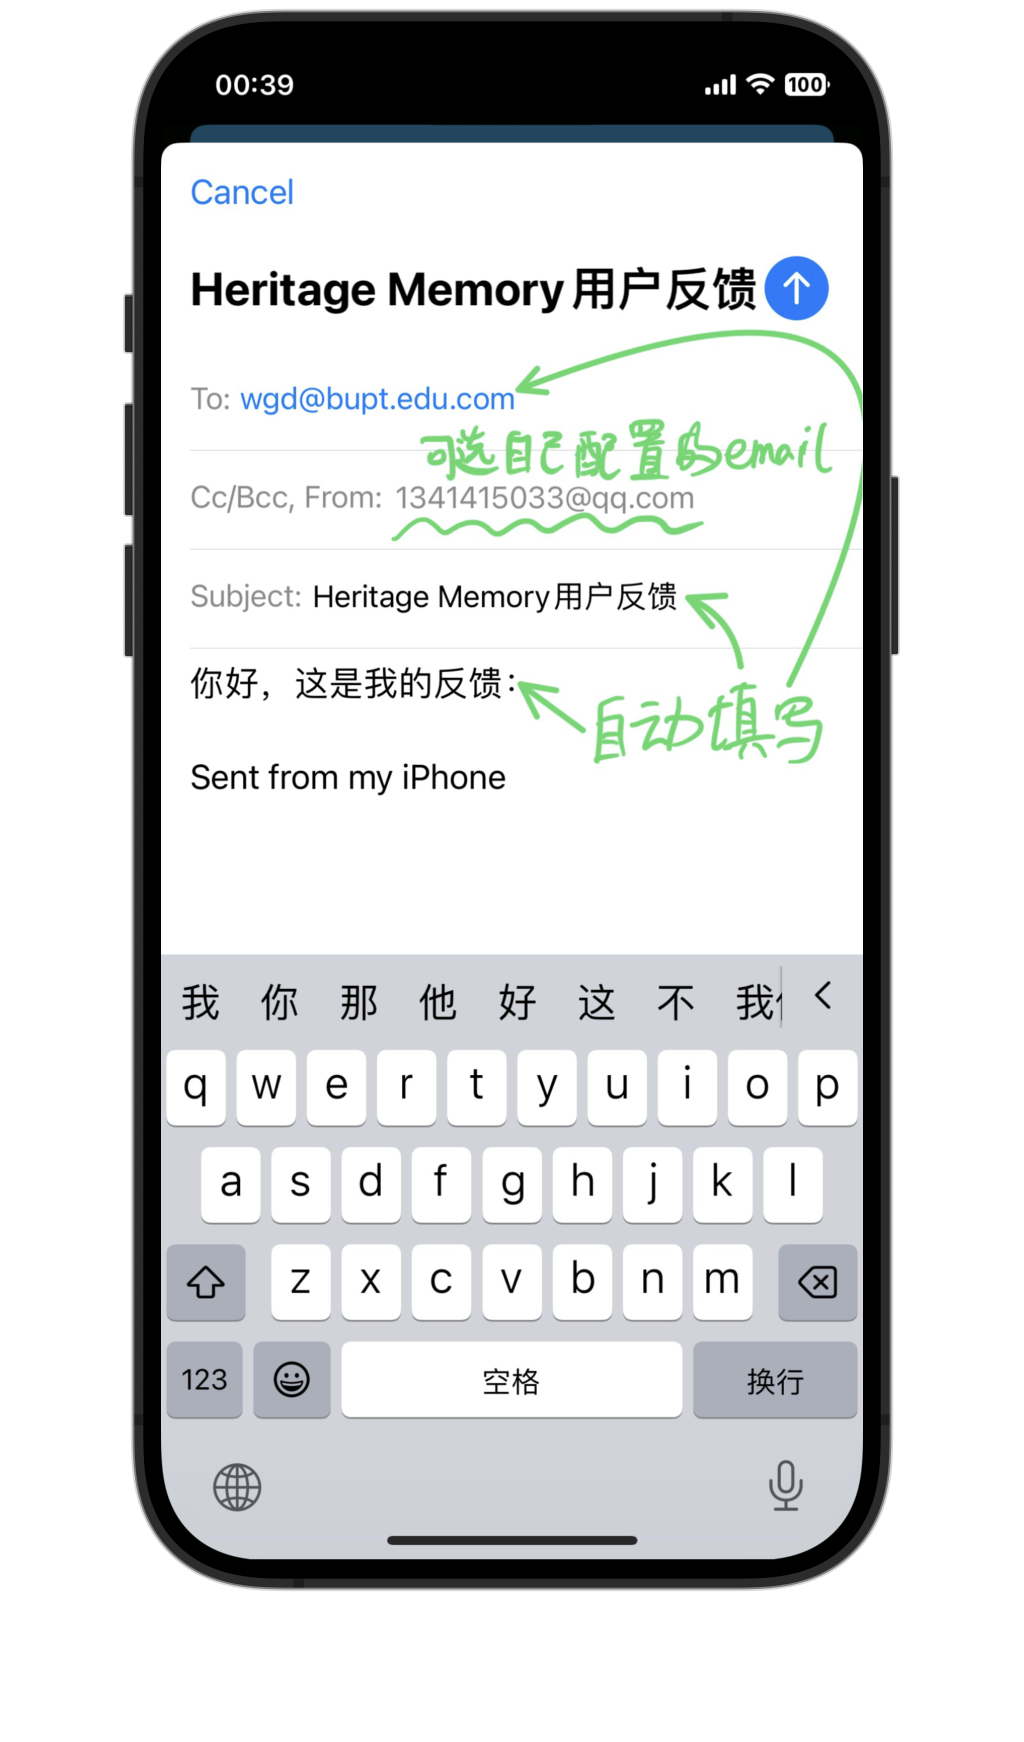 00:39
100
Cancel
Heritage Memory用户反馈
To: wgd@bupt.edu.com
可选自己配置的email
Cc/Bcc, From: 1341415033@qq.com
Subject: Heritage Memory用户反馈
你好，这是我的反馈：
自动填写
Sent from my iPhone
我 你 那 他 好 这 不 我
q w e r t y u i o p
a s d f g h j k l
z x c v b n m
123 空格 换行